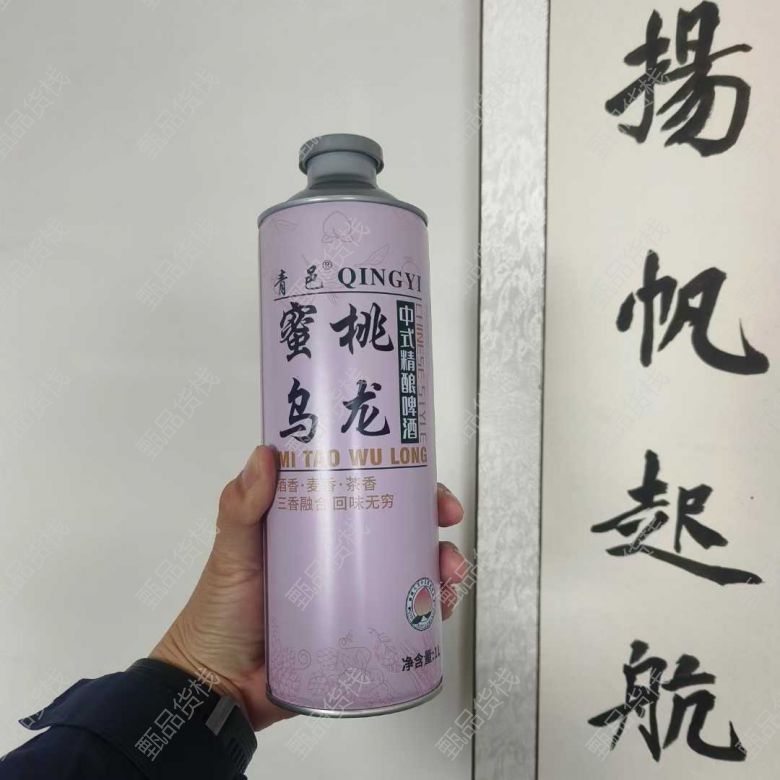 青邑® QINGYI
蜜桃
乌龙
中式精酿啤酒
CHINESE STYLE
MI TAO WU LONG
酒香·麦香·茶香
三香融合 回味无穷
净含量:1L
揚帆起航
甄品货栈